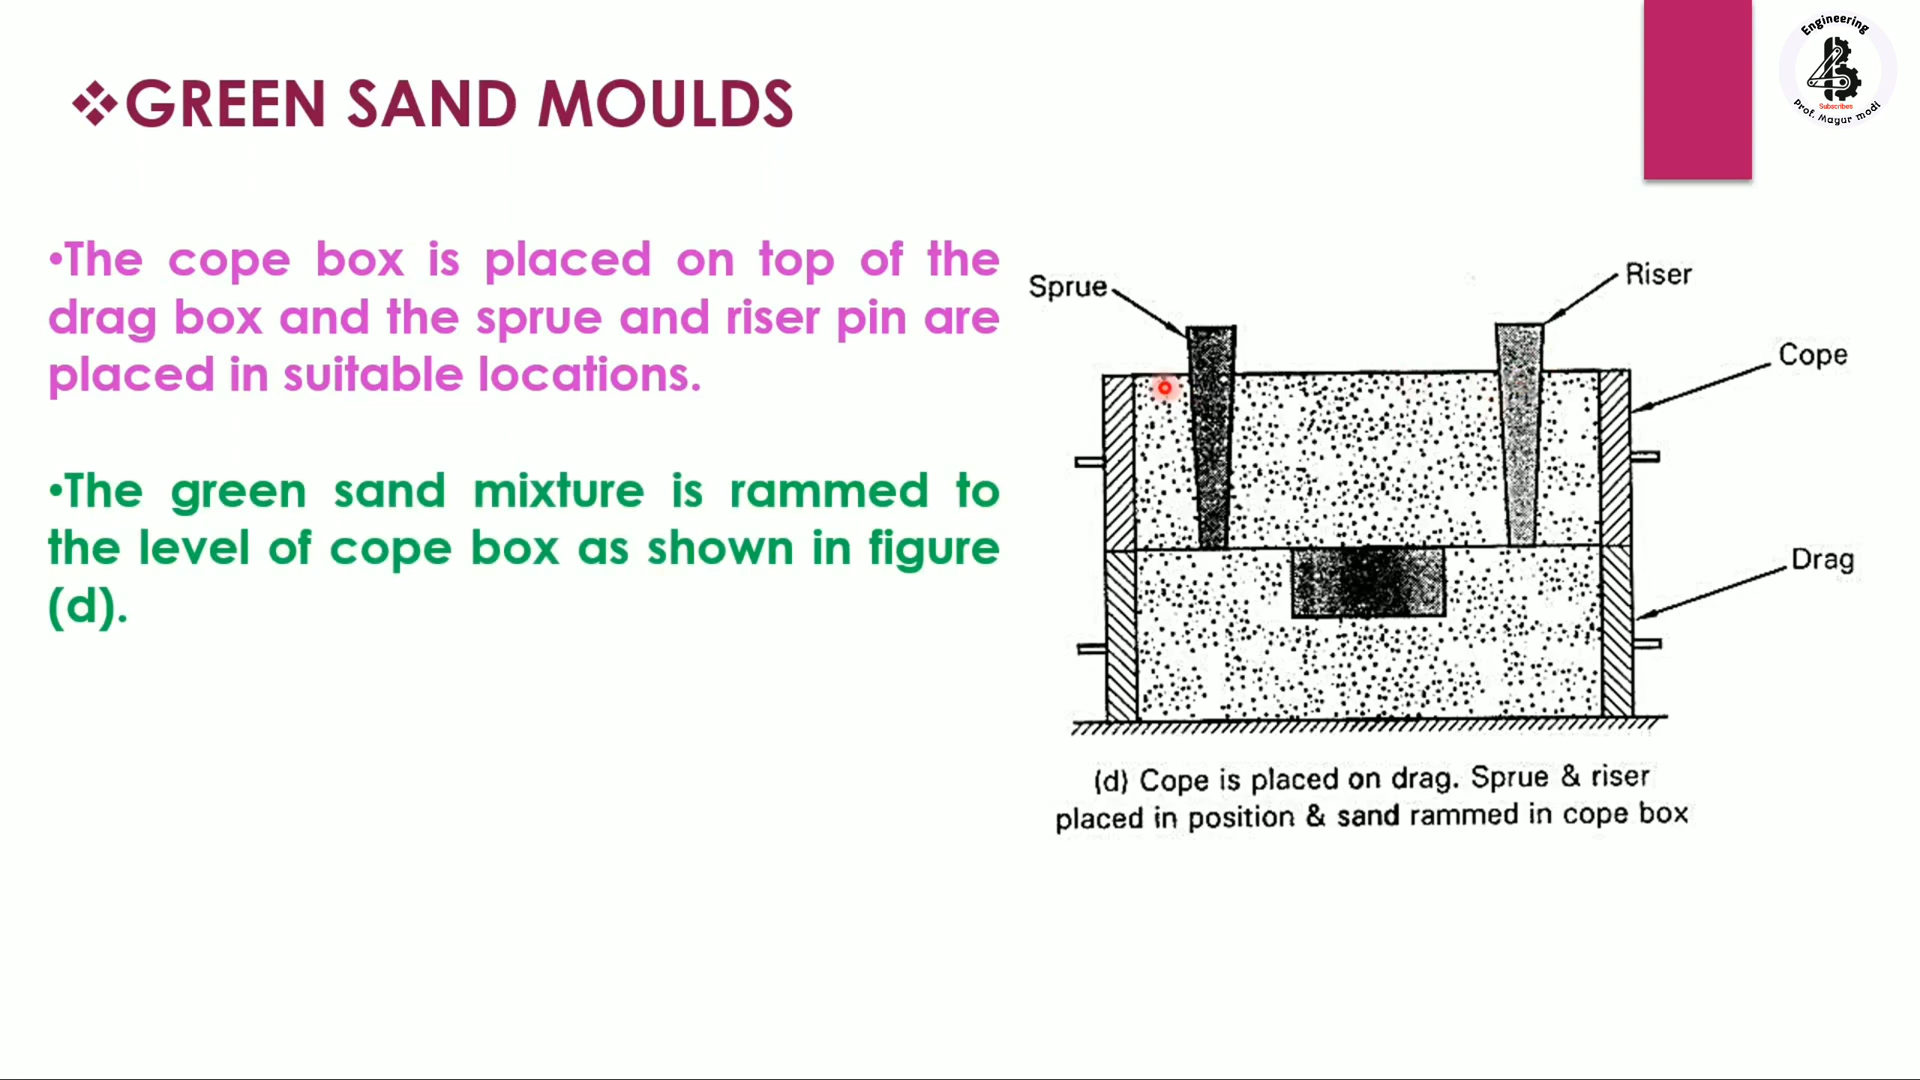 ❖GREEN SAND MOULDS
Engineering
Subscribes
Prof. Mayur modi
•The cope box is placed on top of the
drag box and the sprue and riser pin are
placed in suitable locations.
•The green sand mixture is rammed to
the level of cope box as shown in figure
(d).
Sprue
Riser
Cope
Drag
(d) Cope is placed on drag. Sprue & riser
placed in position & sand rammed in cope box